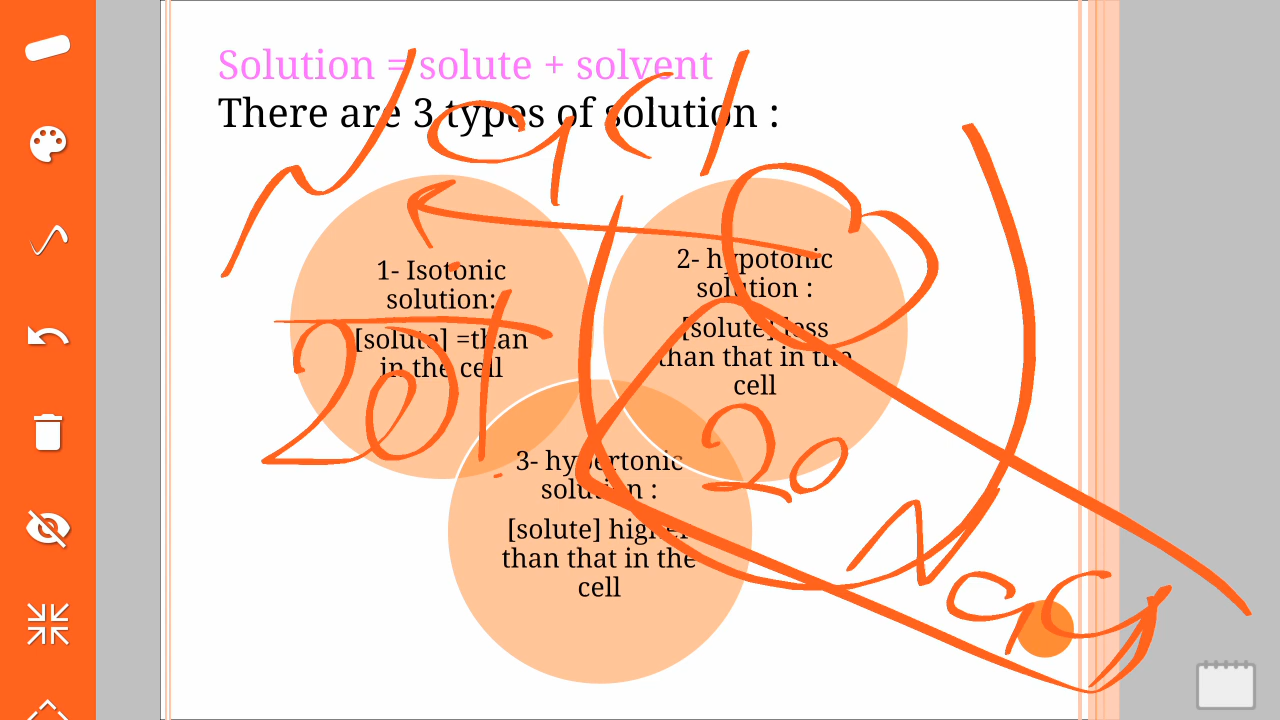 Solution = solute + solvent
There are 3 types of solution :
Nacl
1- Isotonic
solution:
[solute] =than
in the cell
2- hypotonic
solution :
[solute] less
than that in the
cell
20
20
3- hypertonic
solution :
[solute] higher
than that in the
cell